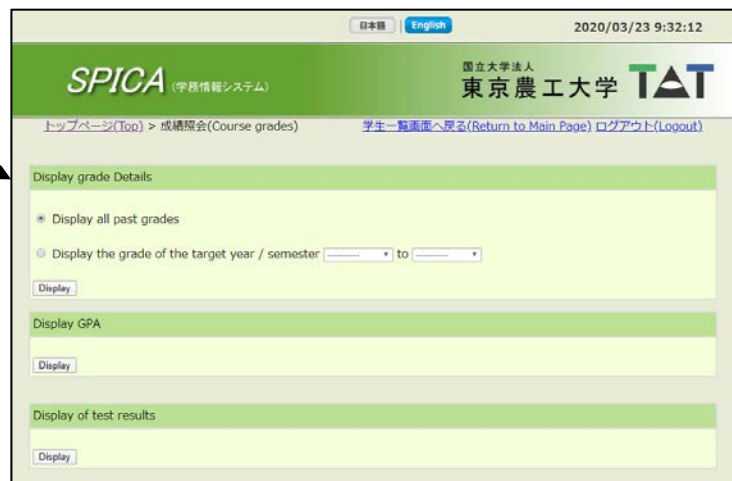 日本語 | English 2020/03/23 9:32:12
SPICA (学務情報システム) 国立大学法人
東京農工大学 TAT
トップページ(Top) > 成績照会(Course grades) 学生一覧画面へ戻る(Return to Main Page) ログアウト(Logout)
Display grade Details
Display all past grades
Display the grade of the target year / semester --------- to ---------
Display
Display GPA
Display
Display of test results
Display